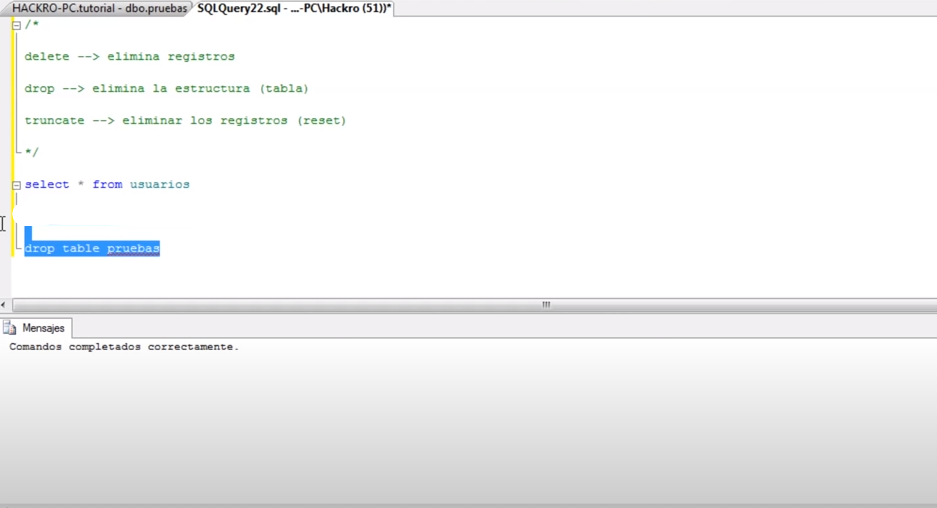 HACKRO-PC.tutorial - dbo.pruebas
SQLQuery22.sql - ...-PC\Hackro (51))*
/*
delete --> elimina registros
drop --> elimina la estructura (tabla)
truncate --> eliminar los registros (reset)
*/
select * from usuarios
drop table pruebas
Mensajes
Comandos completados correctamente.